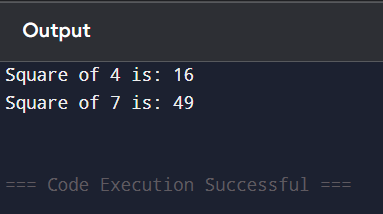 Output
Square of 4 is: 16
Square of 7 is: 49
=== Code Execution Successful ===